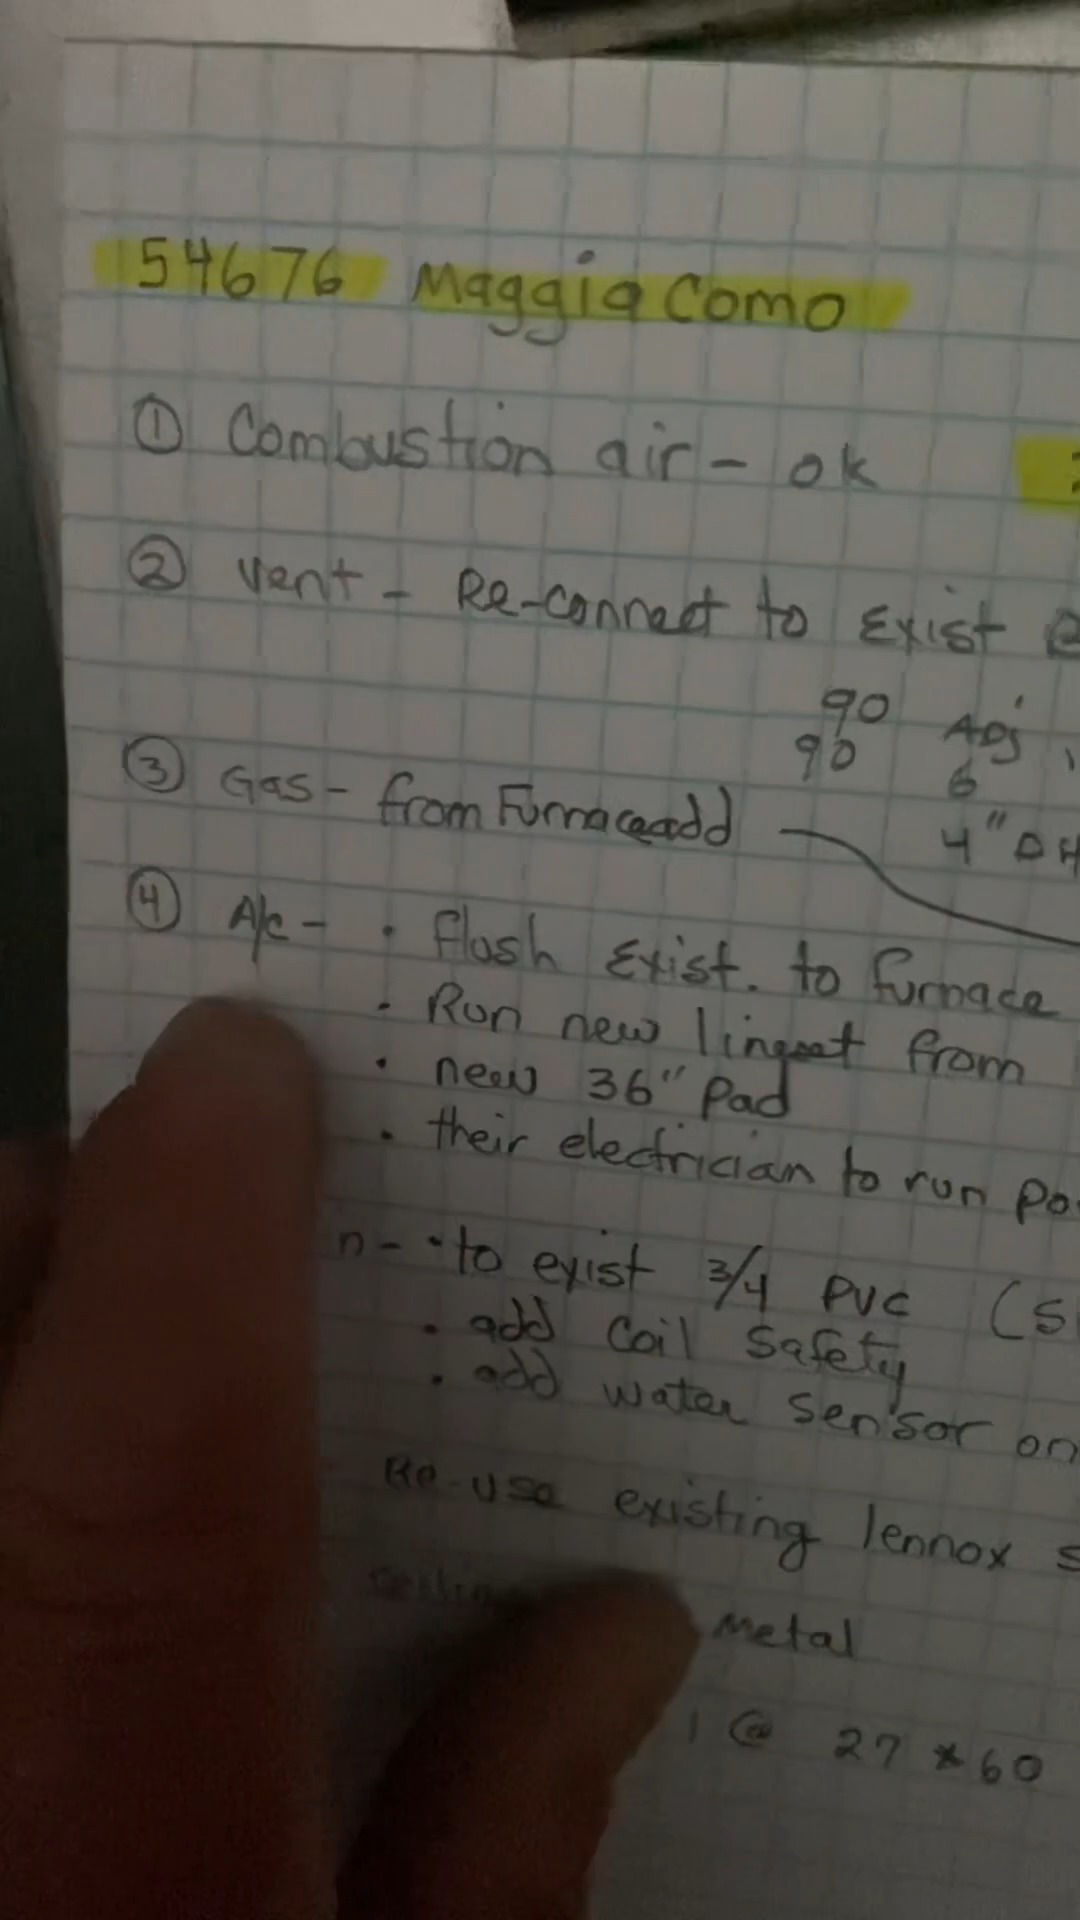 54676 Maggia Como
① Combustion air - ok
② Vent - Re-connect to Exist
90 ADj
90 6
③ Gas - from Furnace add
4" DH
④ A/c - • flush Exist. to furnace
• Run new lineset from
• new 36" Pad
• their electrician to run
n - • to exist 3/4 PVC (
• add coil Safety
• add water sensor on
Re-use existing lennox
Metal
1 @ 27 * 60